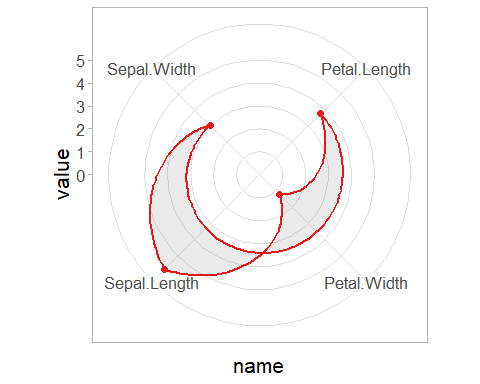 Sepal.Width
Petal.Length
5
4
3
2
1
0
value
Sepal.Length
Petal.Width
name